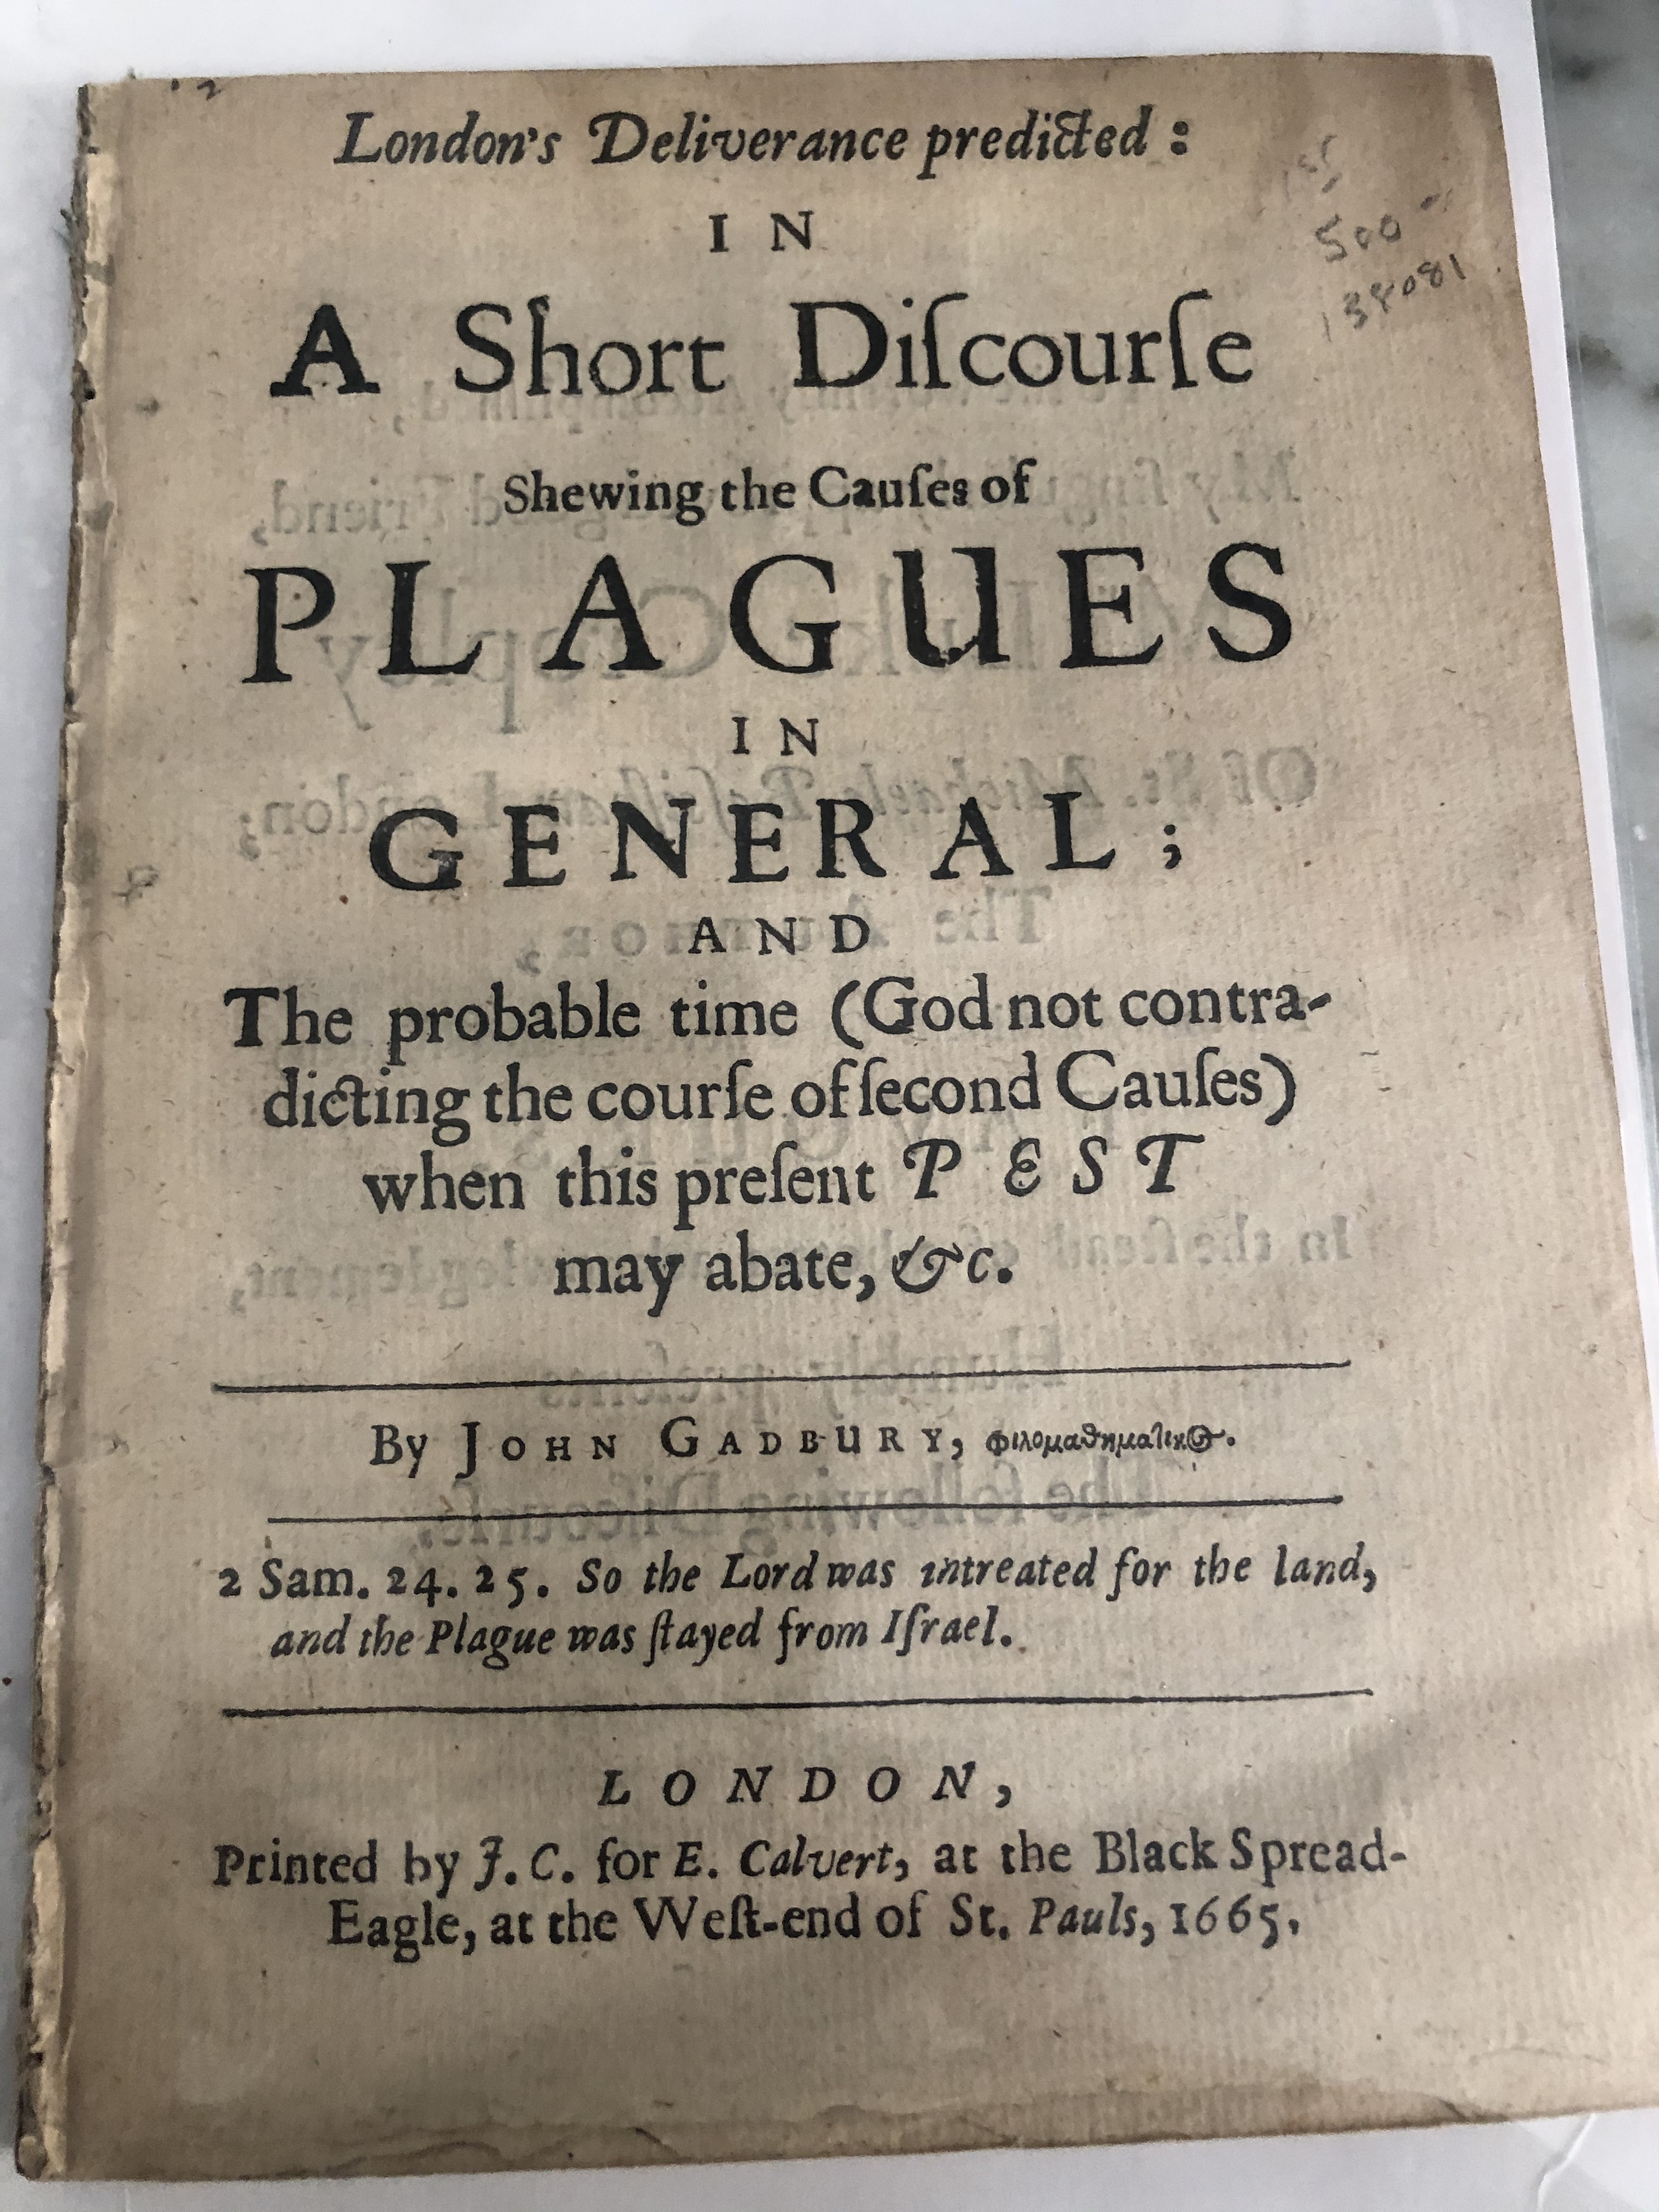 London's Deliverance predicted:
IN
A Short Diſcourſe
Shewing the Cauſes of
PLAGUES
IN
GENERAL;
AND
The probable time (God not contra-
dicting the courſe of ſecond Cauſes)
when this preſent PEST
may abate, &c.
By JOHN GADBURY, Φιλομαθηματικος.
2 Sam. 24. 25. So the Lord was intreated for the land,
and the Plague was ſtayed from Iſrael.
LONDON,
Printed by J. C. for E. Calvert, at the Black Spread-
Eagle, at the Weſt-end of St. Pauls, 1665.
500
38081